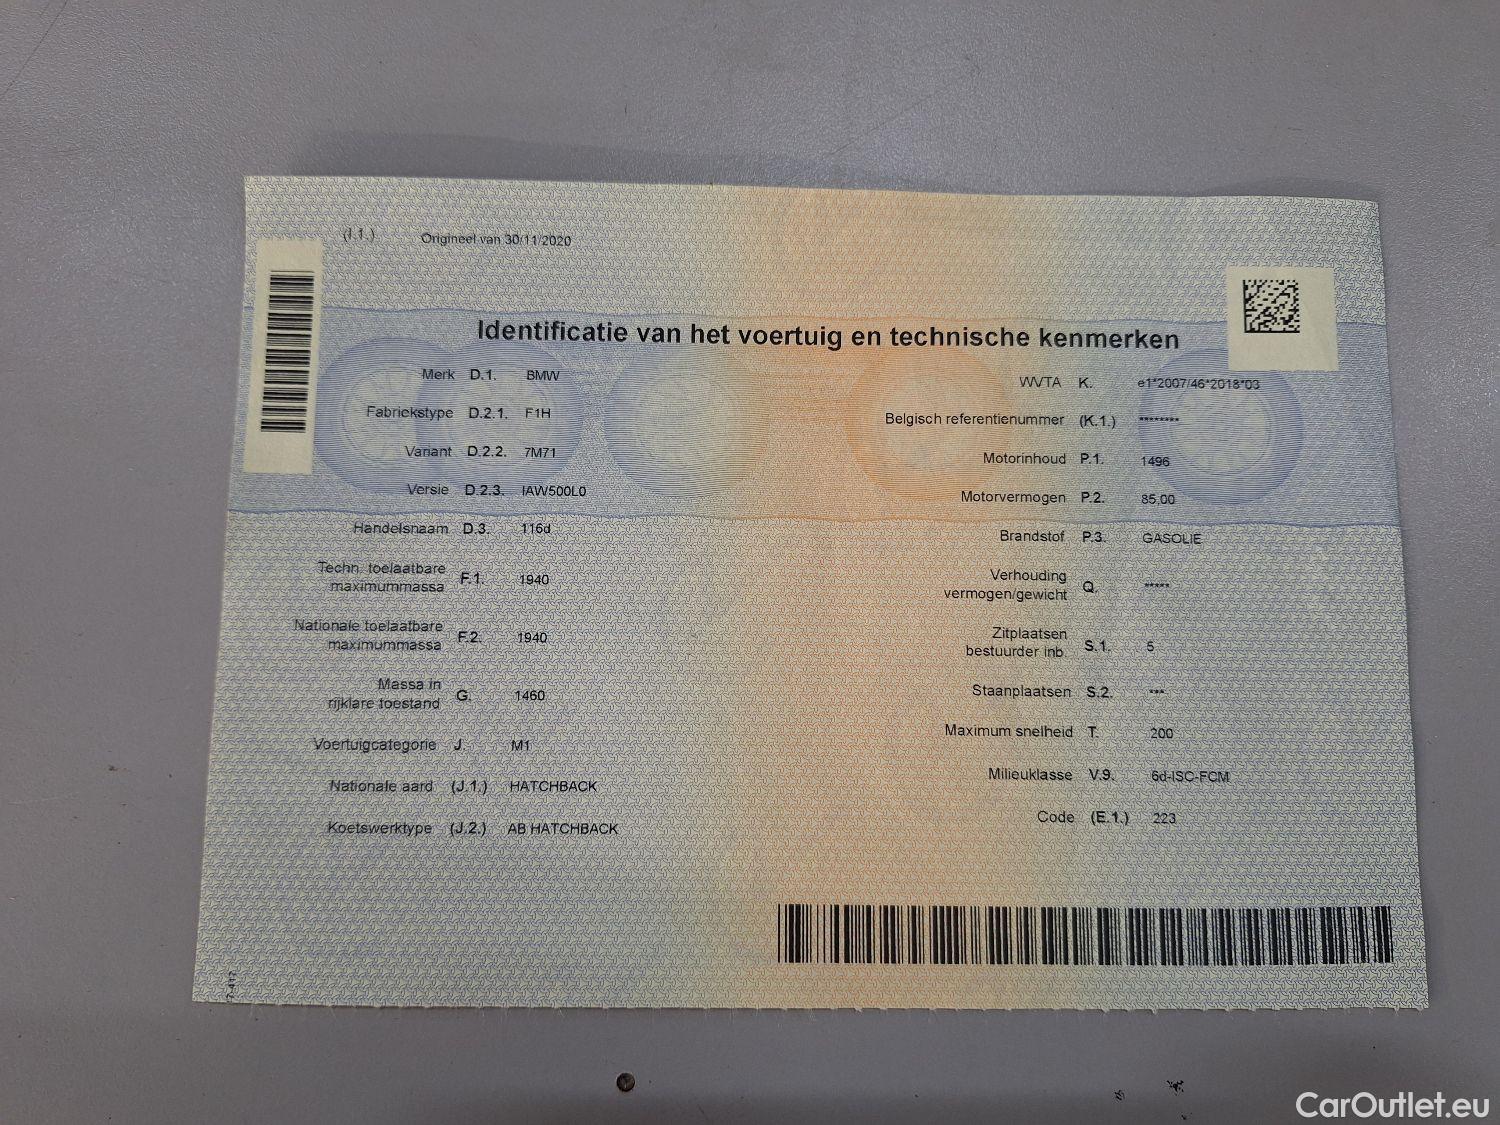 (I.1.) Origineel van 30/11/2020
Identificatie van het voertuig en technische kenmerken
Merk D.1. BMW
Fabriekstype D.2.1. F1H
Variant D.2.2. 7M71
Versie D.2.3. IAW500L0
Handelsnaam D.3. 116d
Techn. toelaatbare
maximummassa F.1. 1940
Nationale toelaatbare
maximummassa F.2. 1940
Massa in
rijklare toestand G. 1460
Voertuigcategorie J. M1
Nationale aard (J.1.) HATCHBACK
Koetswerktype (J.2.) AB HATCHBACK
WVTA K. e1*2007/46*2018*03
Belgisch referentienummer (K.1.) ********
Motorinhoud P.1. 1496
Motorvermogen P.2. 85,00
Brandstof P.3. GASOLIE
Verhouding
vermogen/gewicht Q. *****
Zitplaatsen
bestuurder inb. S.1. 5
Staanplaatsen S.2. ***
Maximum snelheid T. 200
Milieuklasse V.9. 6d-ISC-FCM
Code (E.1.) 223
CarOutlet.eu